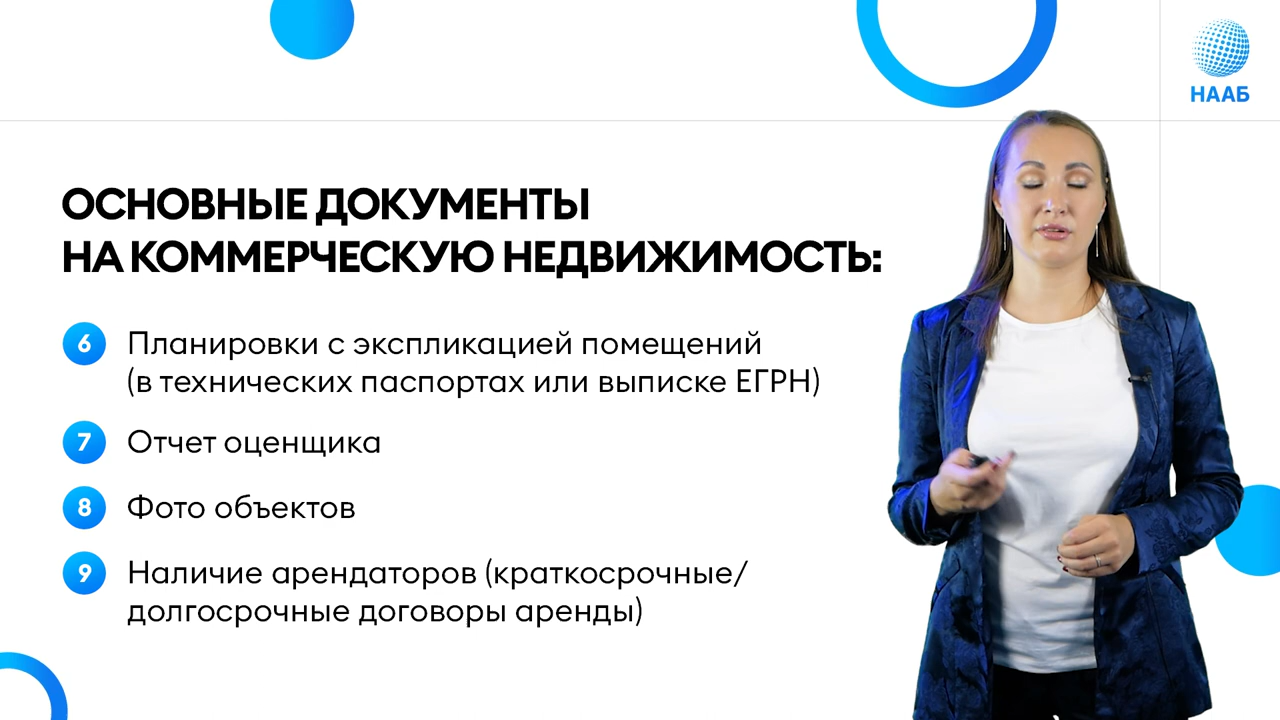 НААБ
ОСНОВНЫЕ ДОКУМЕНТЫ
НА КОММЕРЧЕСКУЮ НЕДВИЖИМОСТЬ:
6 Планировки с экспликацией помещений
(в технических паспортах или выписке ЕГРН)
7 Отчет оценщика
8 Фото объектов
9 Наличие арендаторов (краткосрочные/
долгосрочные договоры аренды)